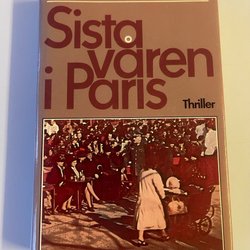 Sista
våren
i Paris
Thriller